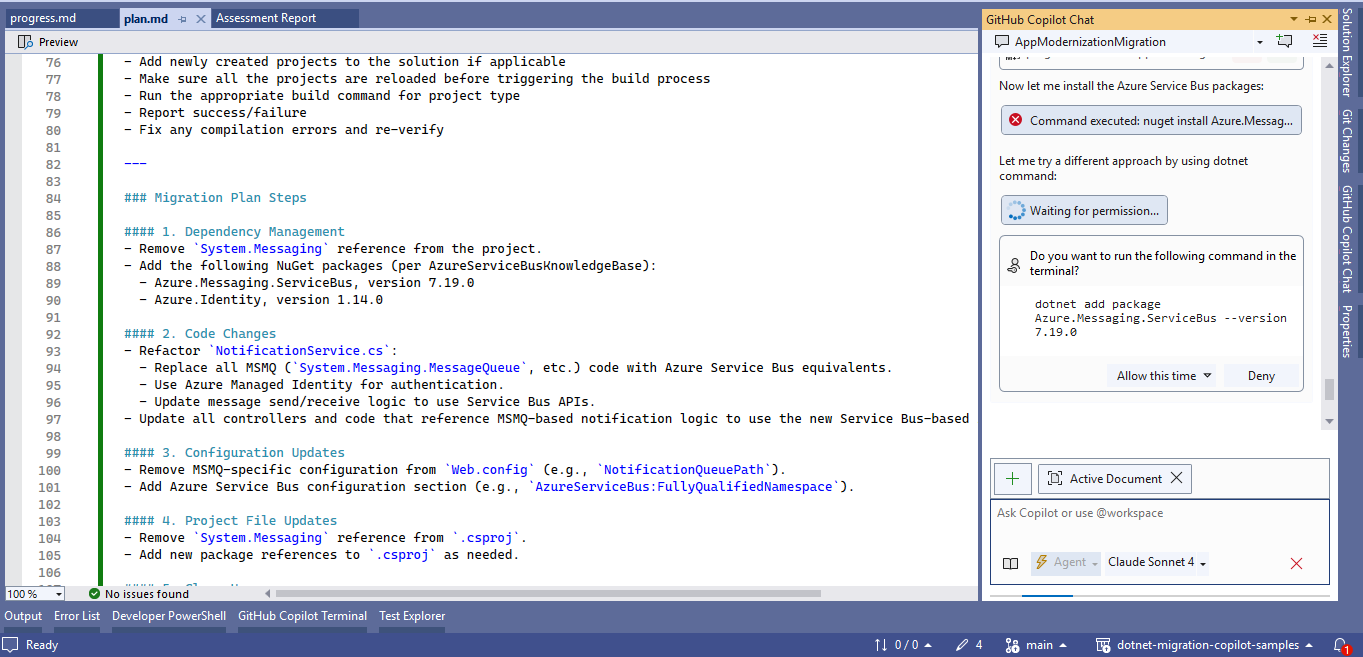 progress.md
plan.md
Assessment Report
Preview
76 - Add newly created projects to the solution if applicable
77 - Make sure all the projects are reloaded before triggering the build process
78 - Run the appropriate build command for project type
79 - Report success/failure
80 - Fix any compilation errors and re-verify
81
82 ---
83
84 ### Migration Plan Steps
85
86 #### 1. Dependency Management
87 - Remove `System.Messaging` reference from the project.
88 - Add the following NuGet packages (per AzureServiceBusKnowledgeBase):
89 - Azure.Messaging.ServiceBus, version 7.19.0
90 - Azure.Identity, version 1.14.0
91
92 #### 2. Code Changes
93 - Refactor `NotificationService.cs`:
94 - Replace all MSMQ (`System.Messaging.MessageQueue`, etc.) code with Azure Service Bus equivalents.
95 - Use Azure Managed Identity for authentication.
96 - Update message send/receive logic to use Service Bus APIs.
97 - Update all controllers and code that reference MSMQ-based notification logic to use the new Service Bus-based
98
99 #### 3. Configuration Updates
100 - Remove MSMQ-specific configuration from `Web.config` (e.g., `NotificationQueuePath`).
101 - Add Azure Service Bus configuration section (e.g., `AzureServiceBus:FullyQualifiedNamespace`).
102
103 #### 4. Project File Updates
104 - Remove `System.Messaging` reference from `.csproj`.
105 - Add new package references to `.csproj` as needed.
106
100 %
No issues found
GitHub Copilot Chat
AppModernizationMigration
Now let me install the Azure Service Bus packages:
Command executed: nuget install Azure.Messag...
Let me try a different approach by using dotnet
command:
Waiting for permission...
Do you want to run the following command in the
terminal?
dotnet add package
Azure.Messaging.ServiceBus --version
7.19.0
Allow this time
Deny
Active Document
Ask Copilot or use @workspace
Agent
Claude Sonnet 4
Solution Explorer
Git Changes
GitHub Copilot Chat
Properties
Output
Error List
Developer PowerShell
GitHub Copilot Terminal
Test Explorer
Ready
0 / 0
4
main
dotnet-migration-copilot-samples
1